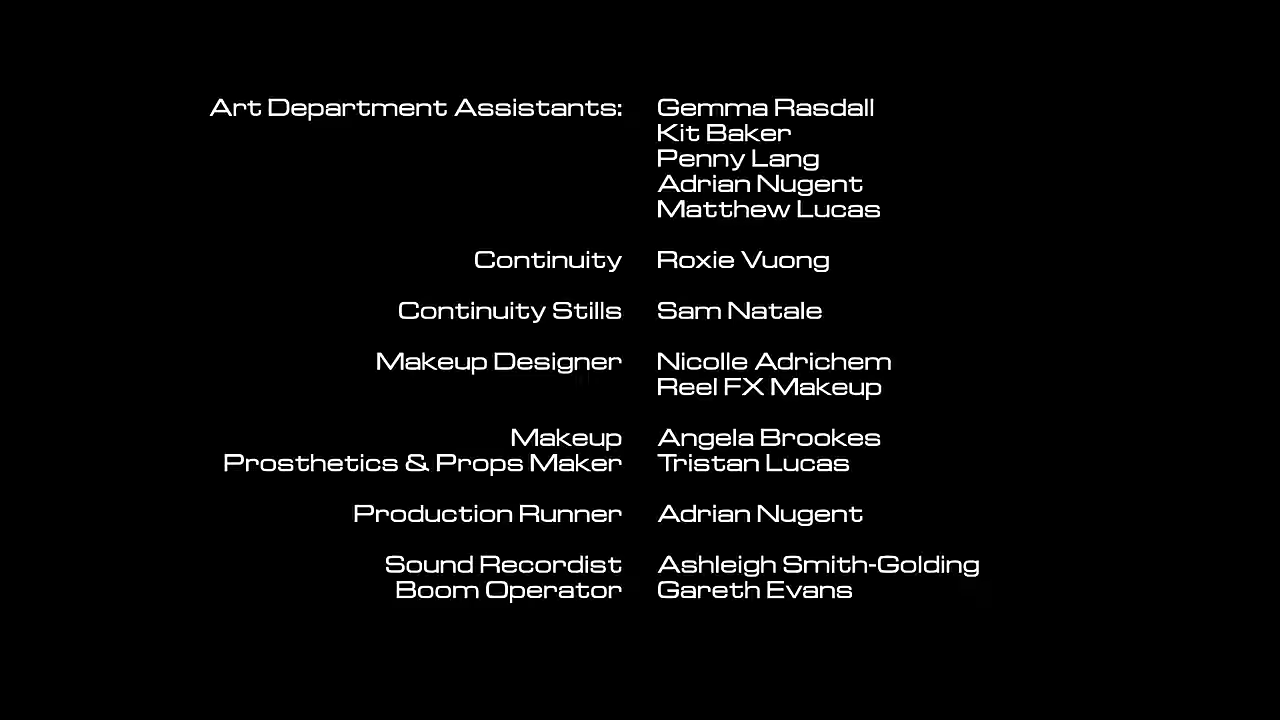 Art Department Assistants: Gemma Rasdall
Kit Baker
Penny Lang
Adrian Nugent
Matthew Lucas
Continuity Roxie Vuong
Continuity Stills Sam Natale
Makeup Designer Nicolle Adrichem
Reel FX Makeup
Makeup Angela Brookes
Prosthetics & Props Maker Tristan Lucas
Production Runner Adrian Nugent
Sound Recordist Ashleigh Smith-Golding
Boom Operator Gareth Evans